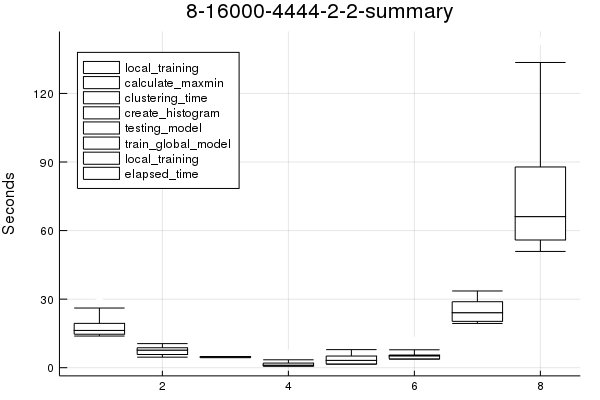 8-16000-4444-2-2-summary
local_training
calculate_maxmin
clustering_time
create_histogram
testing_model
train_global_model
local_training
elapsed_time
Seconds
120
90
60
30
0
2
4
6
8